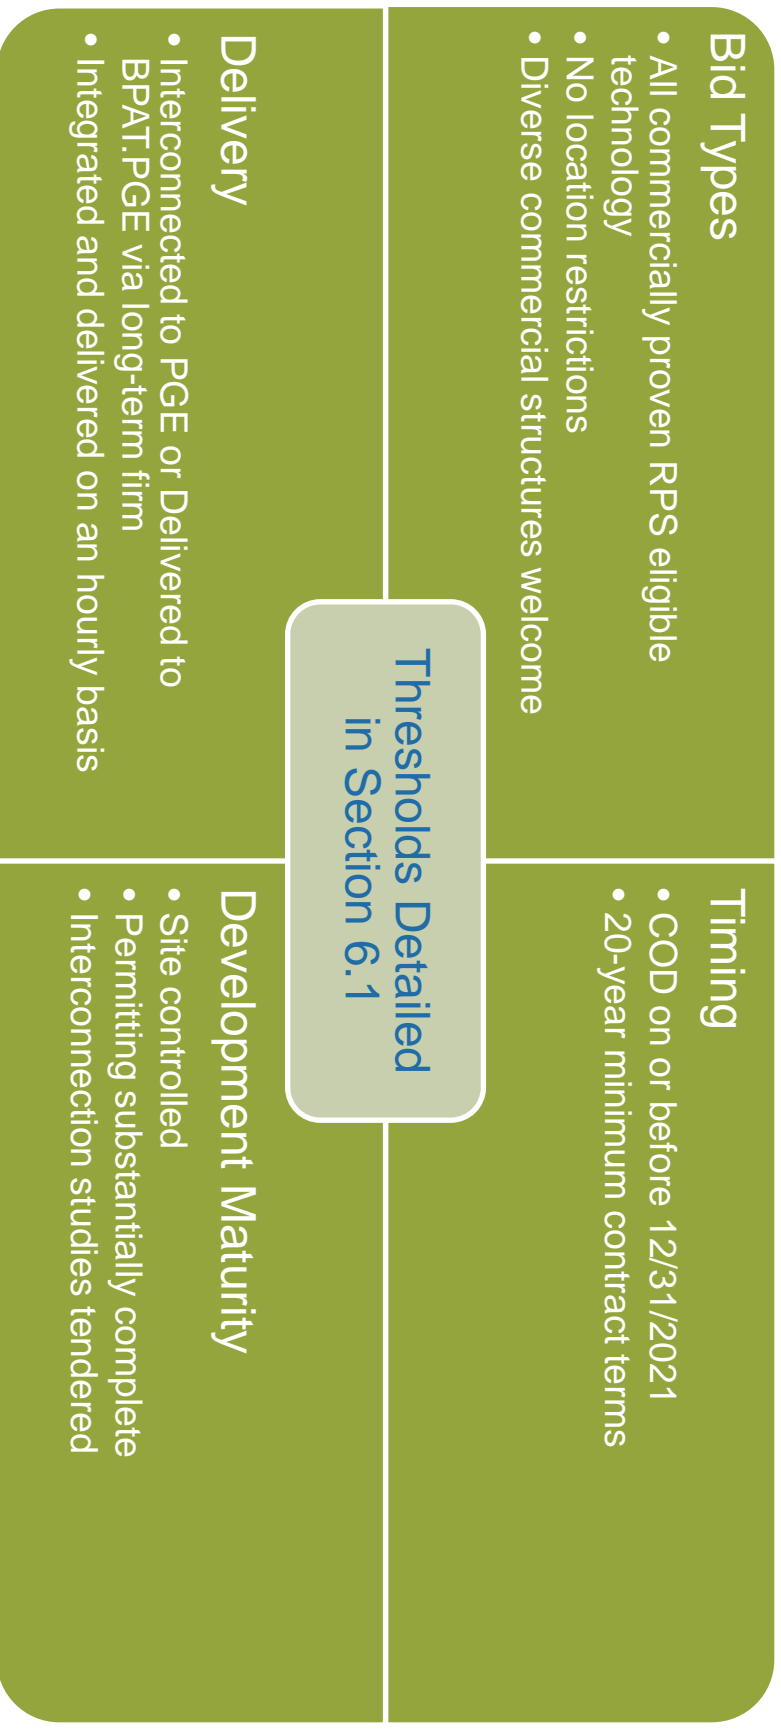 Bid Types
• All commercially proven RPS eligible
technology
• No location restrictions
• Diverse commercial structures welcome
Timing
• COD on or before 12/31/2021
• 20-year minimum contract terms
Thresholds Detailed
in Section 6.1
Delivery
• Interconnected to PGE or Delivered to
BPAT.PGE via long-term firm
• Integrated and delivered on an hourly basis
Development Maturity
• Site controlled
• Permitting substantially complete
• Interconnection studies tendered